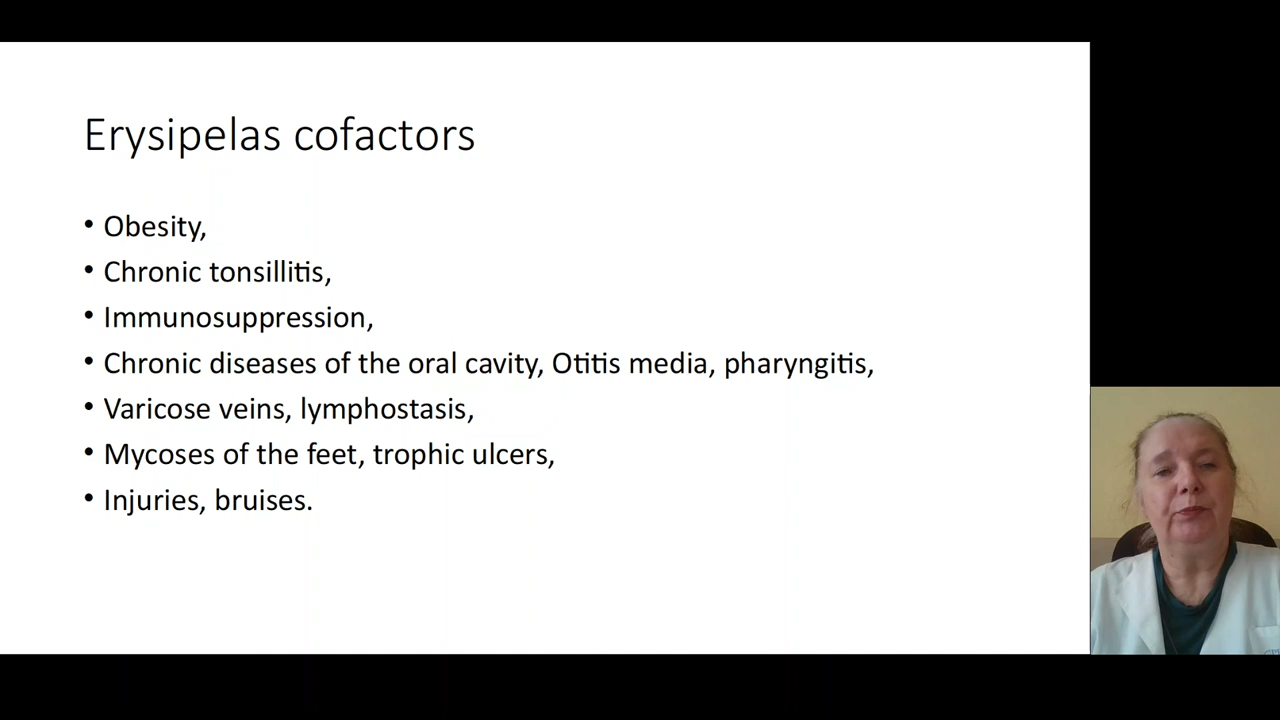 Erysipelas cofactors
• Obesity,
• Chronic tonsillitis,
• Immunosuppression,
• Chronic diseases of the oral cavity, Otitis media, pharyngitis,
• Varicose veins, lymphostasis,
• Mycoses of the feet, trophic ulcers,
• Injuries, bruises.